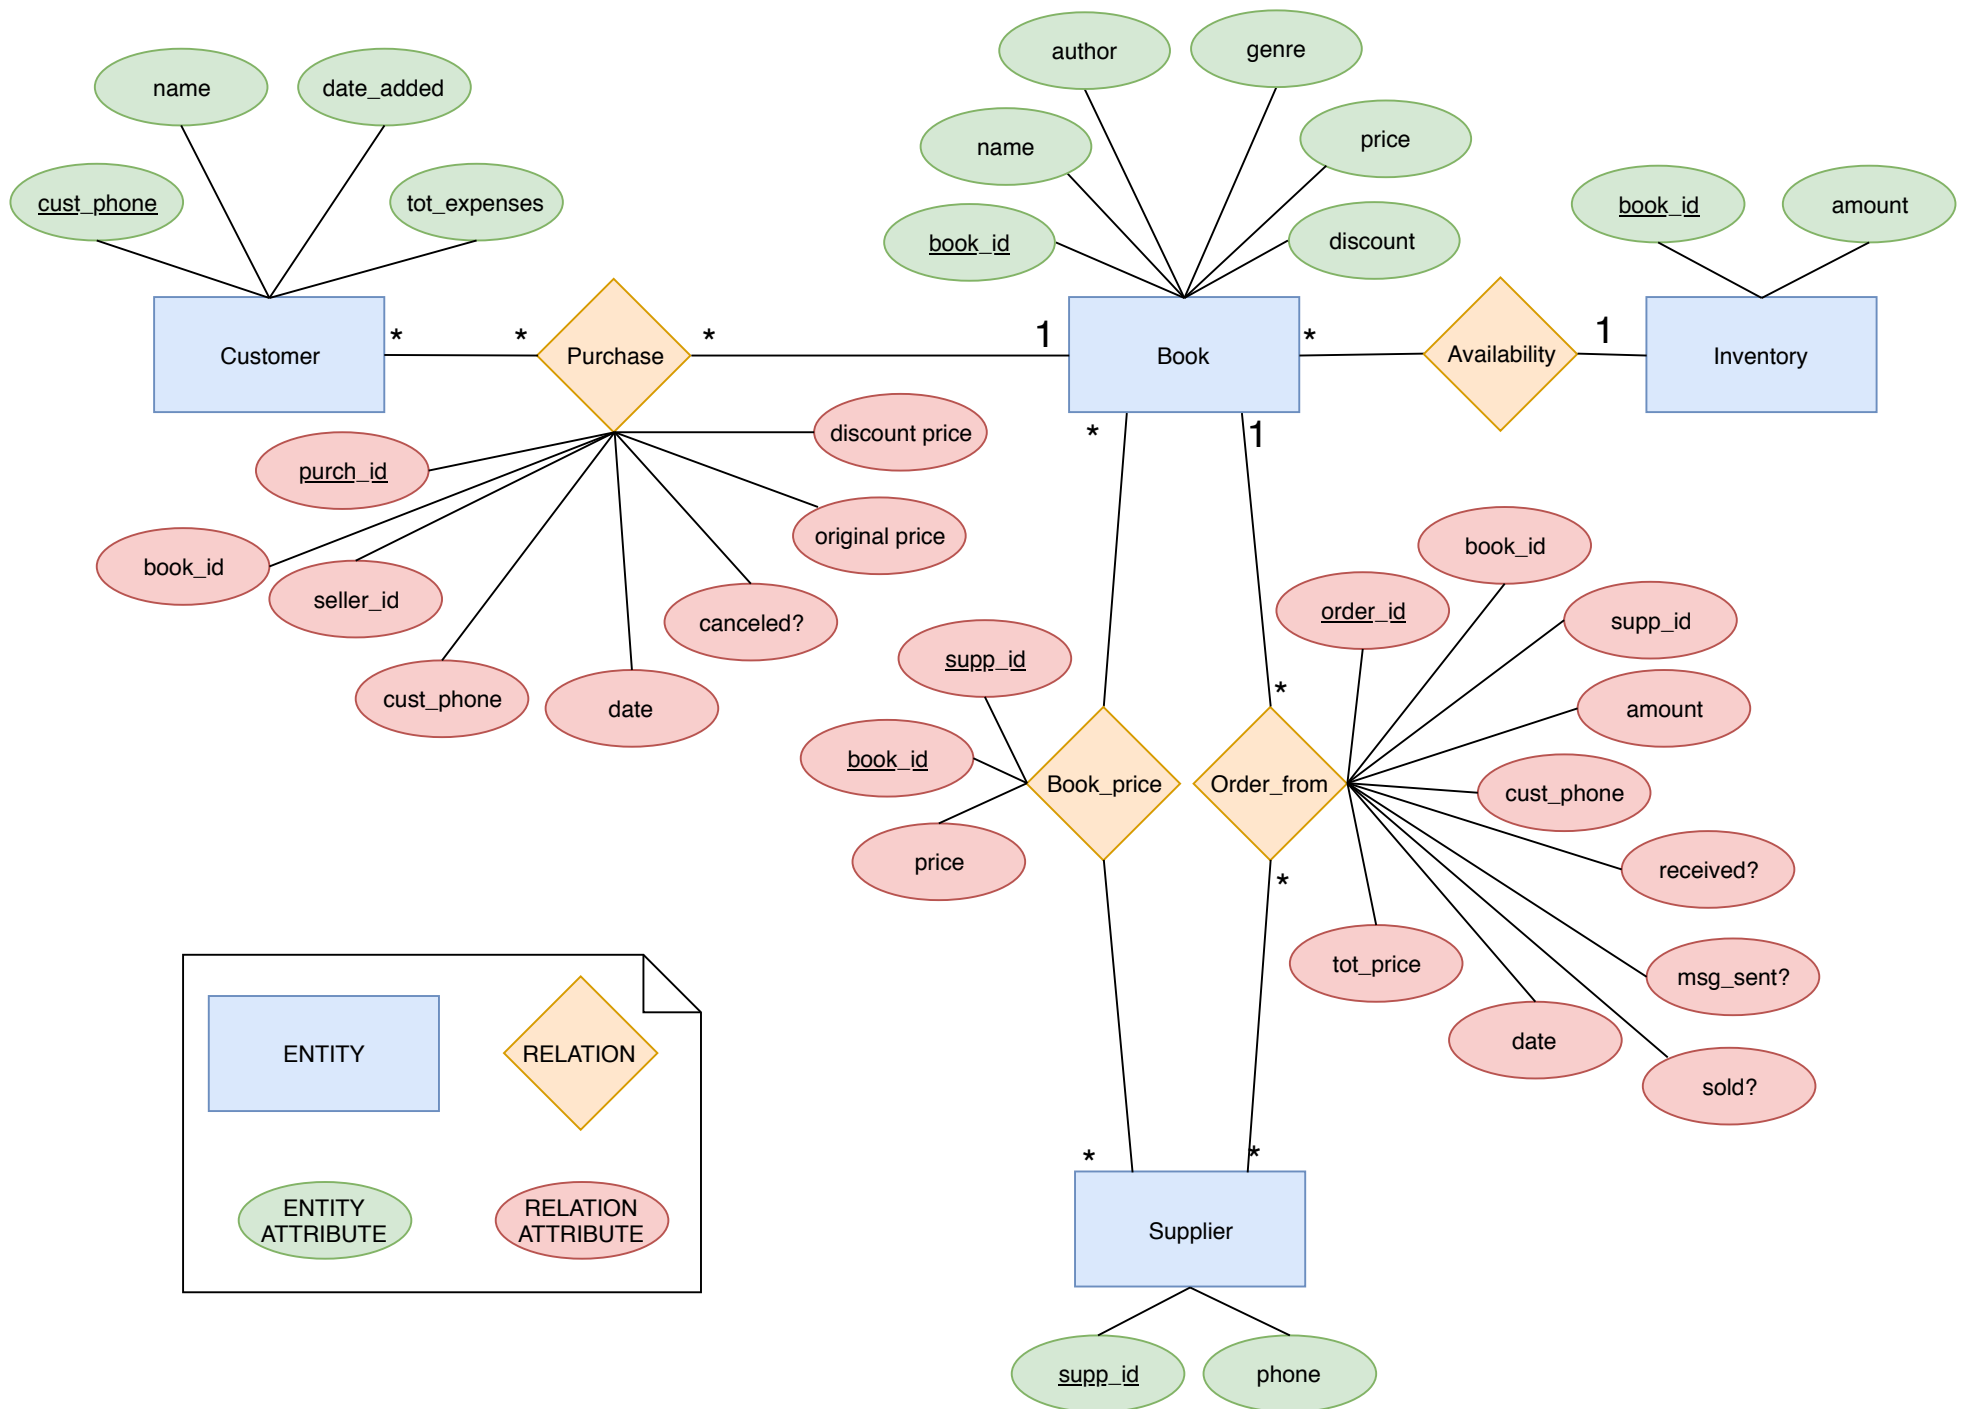 author
genre
name
date_added
name
price
cust_phone
tot_expenses
book_id
discount
book_id
amount
Customer
*
*
Purchase
*
1
Book
*
Availability
1
Inventory
discount price
purch_id
original price
book_id
seller_id
canceled?
cust_phone
date
*
1
book_id
order_id
supp_id
amount
cust_phone
received?
msg_sent?
sold?
date
tot_price
supp_id
book_id
price
*
Book_price
Order_from
*
*
*
Supplier
supp_id
phone
ENTITY
RELATION
ENTITY
ATTRIBUTE
RELATION
ATTRIBUTE